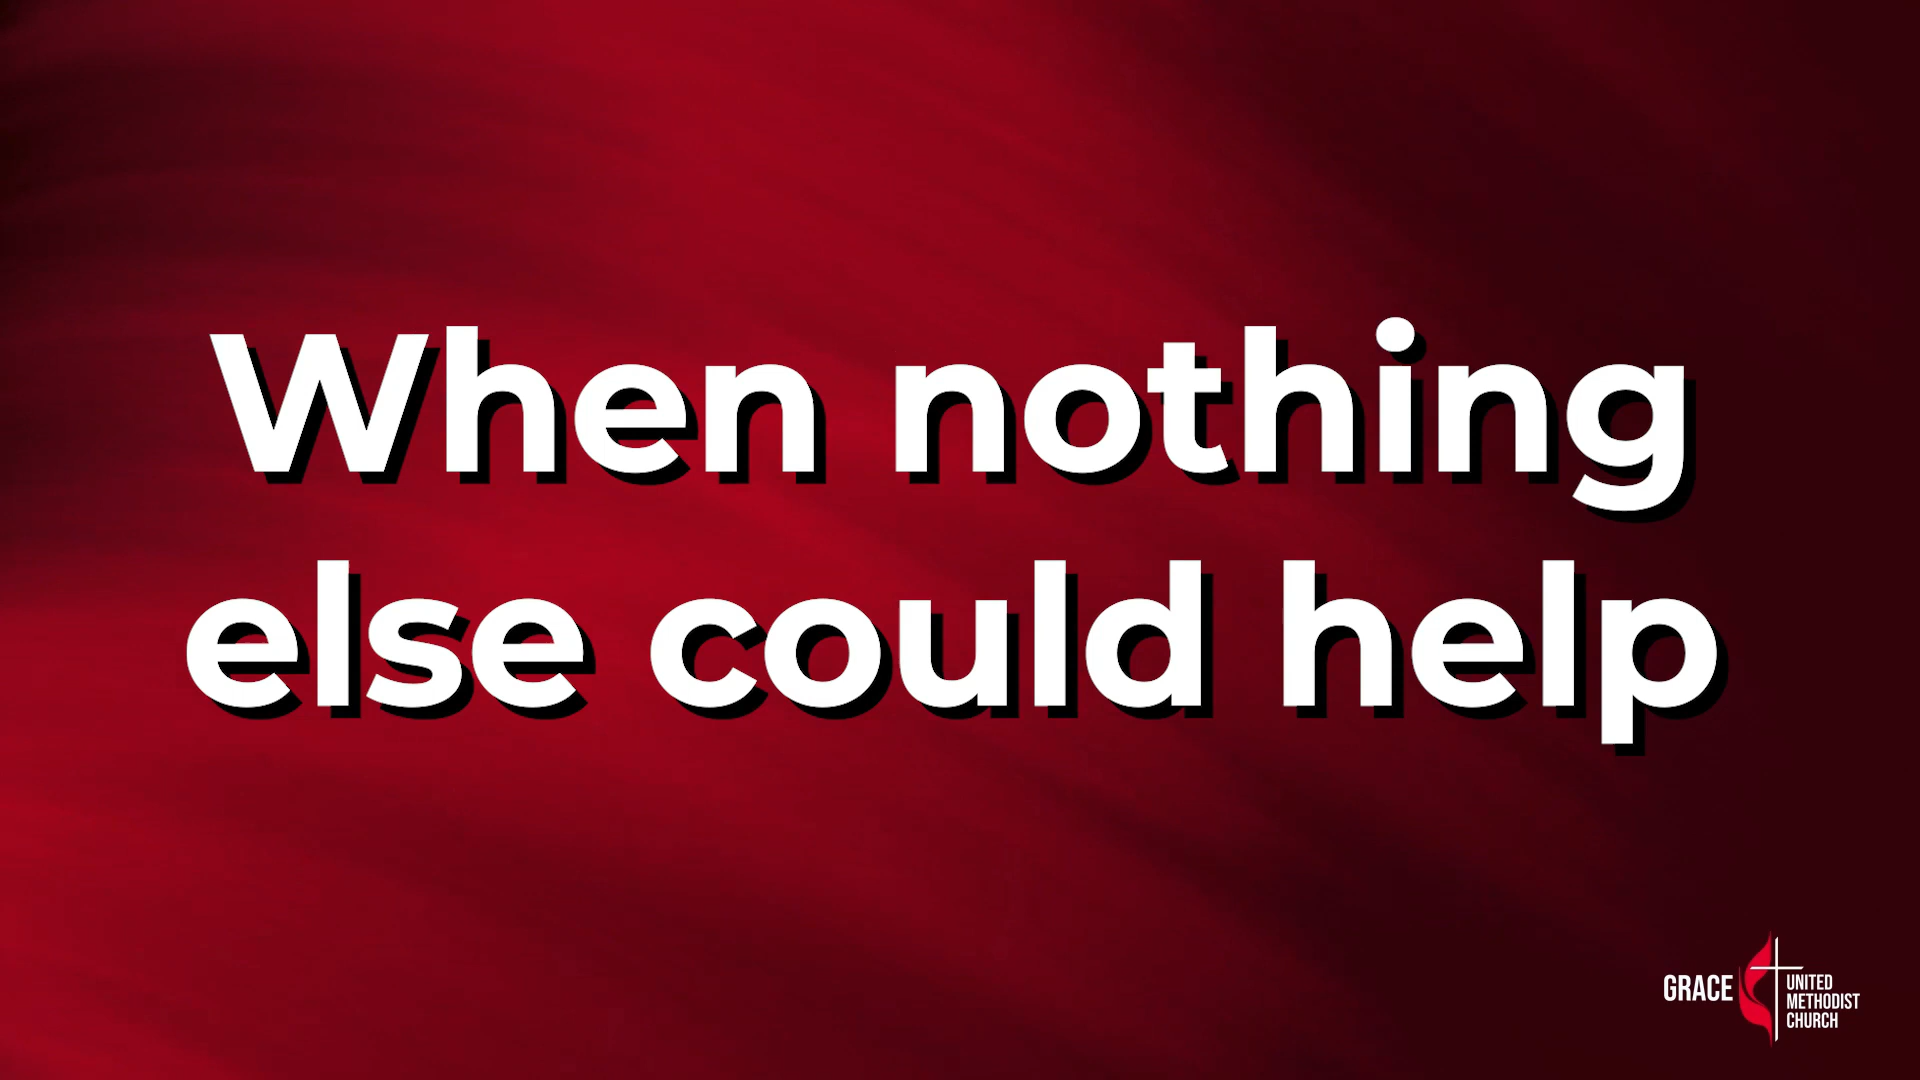 When nothing
else could help
GRACE
UNITED
METHODIST
CHURCH